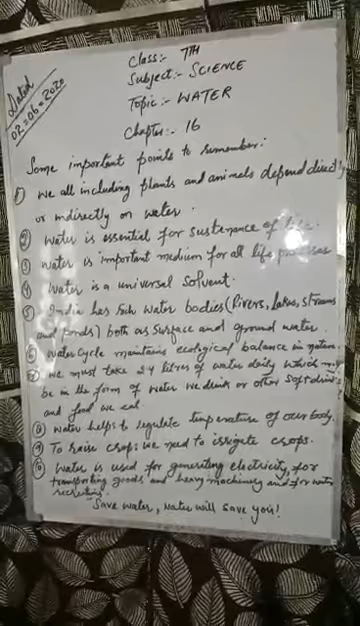 Dated
02=06=2020
Class:- 7TH
Subject:- SCIENCE
Topic:- WATER
Chapter:- 16
Some important points to remember:
① We all including plants and animals depend directly
or indirectly on water.
② Water is essential for sustenance of life.
③ Water is important medium for all life processes
④ Water is a universal solvent.
⑤ India has rich water bodies (Rivers, Lakes, streams
and ponds) both as surface and ground water.
⑥ Water cycle maintains ecological balance in nature.
⑦ We must take 2-4 litres of water daily which may
be in the form of water we drink or other soft drinks
and food we eat.
⑧ Water helps to regulate temperature of our body.
⑨ To raise crops we need to irrigate crops.
⑩ Water is used for generating electricity, for
transporting goods and heavy machinery and for water
"Save water, water will save you!